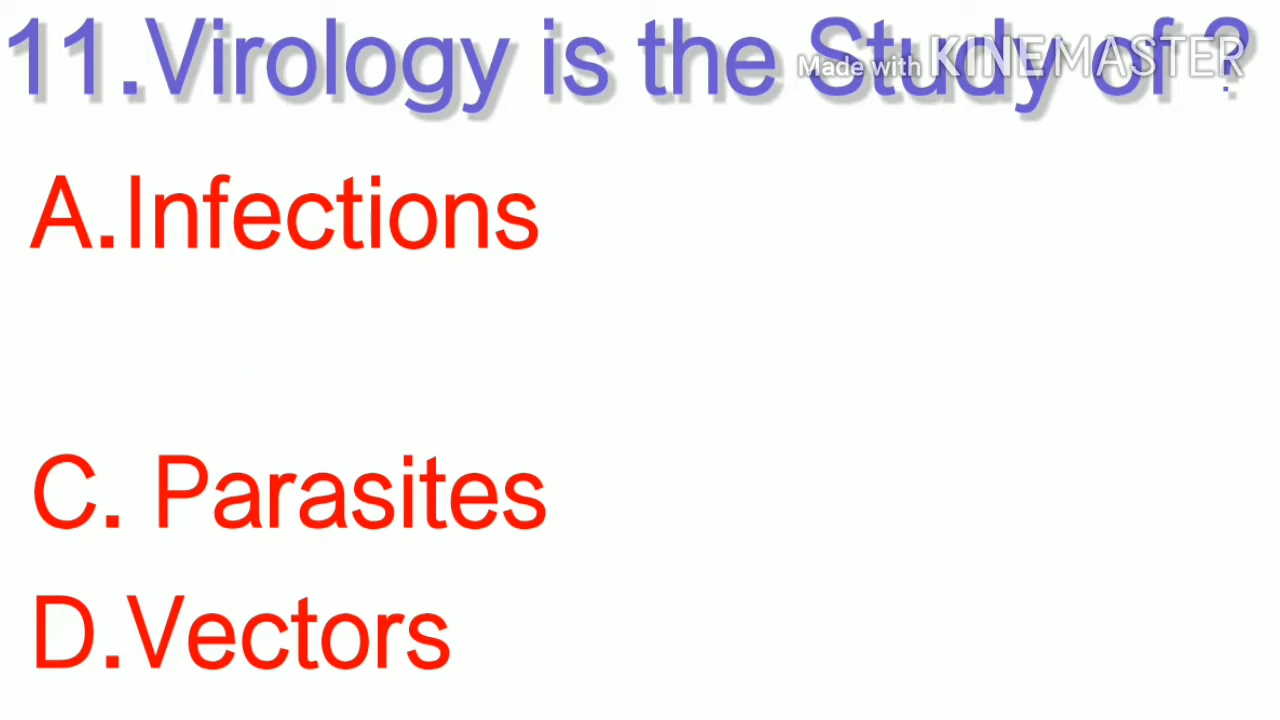 11.Virology is the Study of ?
Made with KINEMASTER
A.Infections
C. Parasites
D.Vectors